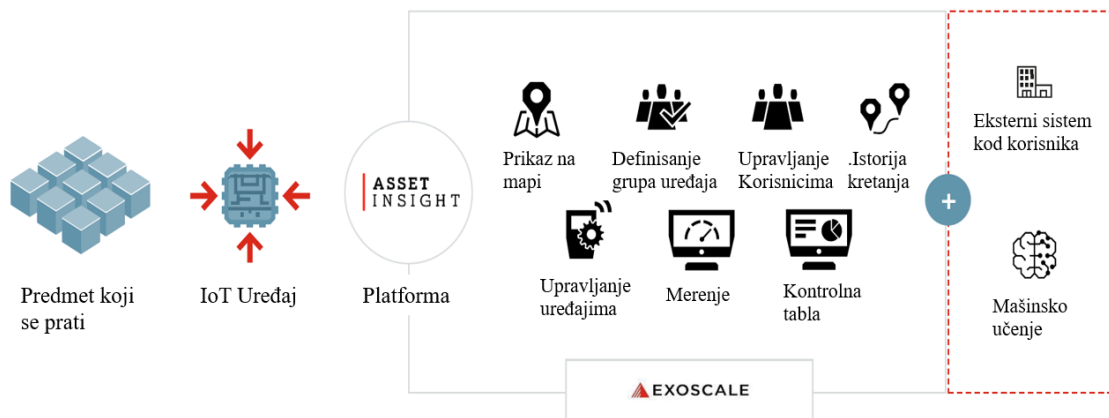 Predmet koji
se prati
IoT Uređaj
ASSET
INSIGHT
Platforma
Prikaz na
mapi
Definisanje
grupa uređaja
Upravljanje
Korisnicima
.Istorija
kretanja
Upravljanje
uređajima
Merenje
Kontrolna
tabla
EXOSCALE
+
Eksterni sistem
kod korisnika
Mašinsko
učenje